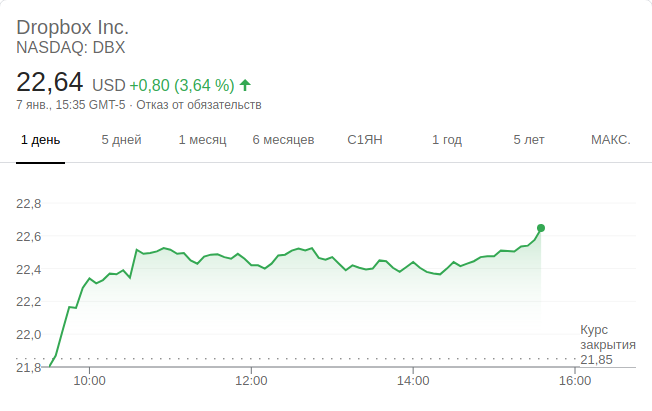 Dropbox Inc.
NASDAQ: DBX
22,64 USD +0,80 (3,64 %)
7 янв., 15:35 GMT-5 · Отказ от обязательств
1 день 5 дней 1 месяц 6 месяцев С1ЯН 1 год 5 лет МАКС.
22,8
22,6
22,4
22,2
22,0
21,8
Курс
закрытия
21,85
10:00 12:00 14:00 16:00